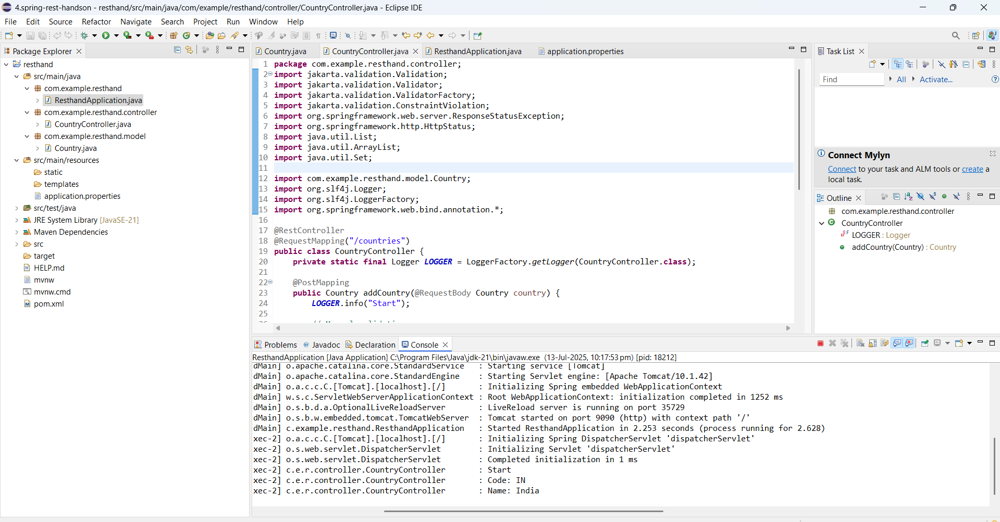 4.spring-rest-handson - resthand/src/main/java/com/example/resthand/controller/CountryController.java - Eclipse IDE
File Edit Source Refactor Navigate Search Project Run Window Help
Package Explorer
resthand
src/main/java
com.example.resthand
ResthandApplication.java
com.example.resthand.controller
CountryController.java
com.example.resthand.model
Country.java
src/main/resources
static
templates
application.properties
src/test/java
JRE System Library [JavaSE-21]
Maven Dependencies
src
target
HELP.md
mvnw
mvnw.cmd
pom.xml
Country.java CountryController.java ResthandApplication.java application.properties
1 package com.example.resthand.controller;
2 import jakarta.validation.Validation;
3 import jakarta.validation.Validator;
4 import jakarta.validation.ValidatorFactory;
5 import jakarta.validation.ConstraintViolation;
6 import org.springframework.web.server.ResponseStatusException;
7 import org.springframework.http.HttpStatus;
8 import java.util.List;
9 import java.util.ArrayList;
10 import java.util.Set;
11
12 import com.example.resthand.model.Country;
13 import org.slf4j.Logger;
14 import org.slf4j.LoggerFactory;
15 import org.springframework.web.bind.annotation.*;
16
17 @RestController
18 @RequestMapping("/countries")
19 public class CountryController {
20 private static final Logger LOGGER = LoggerFactory.getLogger(CountryController.class);
21
22 @PostMapping
23 public Country addCountry(@RequestBody Country country) {
24 LOGGER.info("Start");
25
Task List
Find All Activate...
Connect Mylyn
Connect to your task and ALM tools or create a
local task.
Outline
com.example.resthand.controller
CountryController
LOGGER : Logger
addCountry(Country) : Country
Problems Javadoc Declaration Console
ResthandApplication [Java Application] C:\Program Files\Java\jdk-21\bin\javaw.exe (13-Jul-2025, 10:17:53 pm) [pid: 18212]
dMain] o.apache.catalina.core.StandardService : Starting service [Tomcat]
dMain] o.apache.catalina.core.StandardEngine : Starting Servlet engine: [Apache Tomcat/10.1.42]
dMain] o.a.c.c.C.[Tomcat].[localhost].[/] : Initializing Spring embedded WebApplicationContext
dMain] w.s.c.ServletWebServerApplicationContext : Root WebApplicationContext: initialization completed in 1252 ms
dMain] o.s.b.d.a.OptionalLiveReloadServer : LiveReload server is running on port 35729
dMain] o.s.b.w.embedded.tomcat.TomcatWebServer : Tomcat started on port 9090 (http) with context path '/'
dMain] c.example.resthand.ResthandApplication : Started ResthandApplication in 2.253 seconds (process running for 2.628)
xec-2] o.a.c.c.C.[Tomcat].[localhost].[/] : Initializing Spring DispatcherServlet 'dispatcherServlet'
xec-2] o.s.web.servlet.DispatcherServlet : Initializing Servlet 'dispatcherServlet'
xec-2] o.s.web.servlet.DispatcherServlet : Completed initialization in 1 ms
xec-2] c.e.r.controller.CountryController : Start
xec-2] c.e.r.controller.CountryController : Code: IN
xec-2] c.e.r.controller.CountryController : Name: India